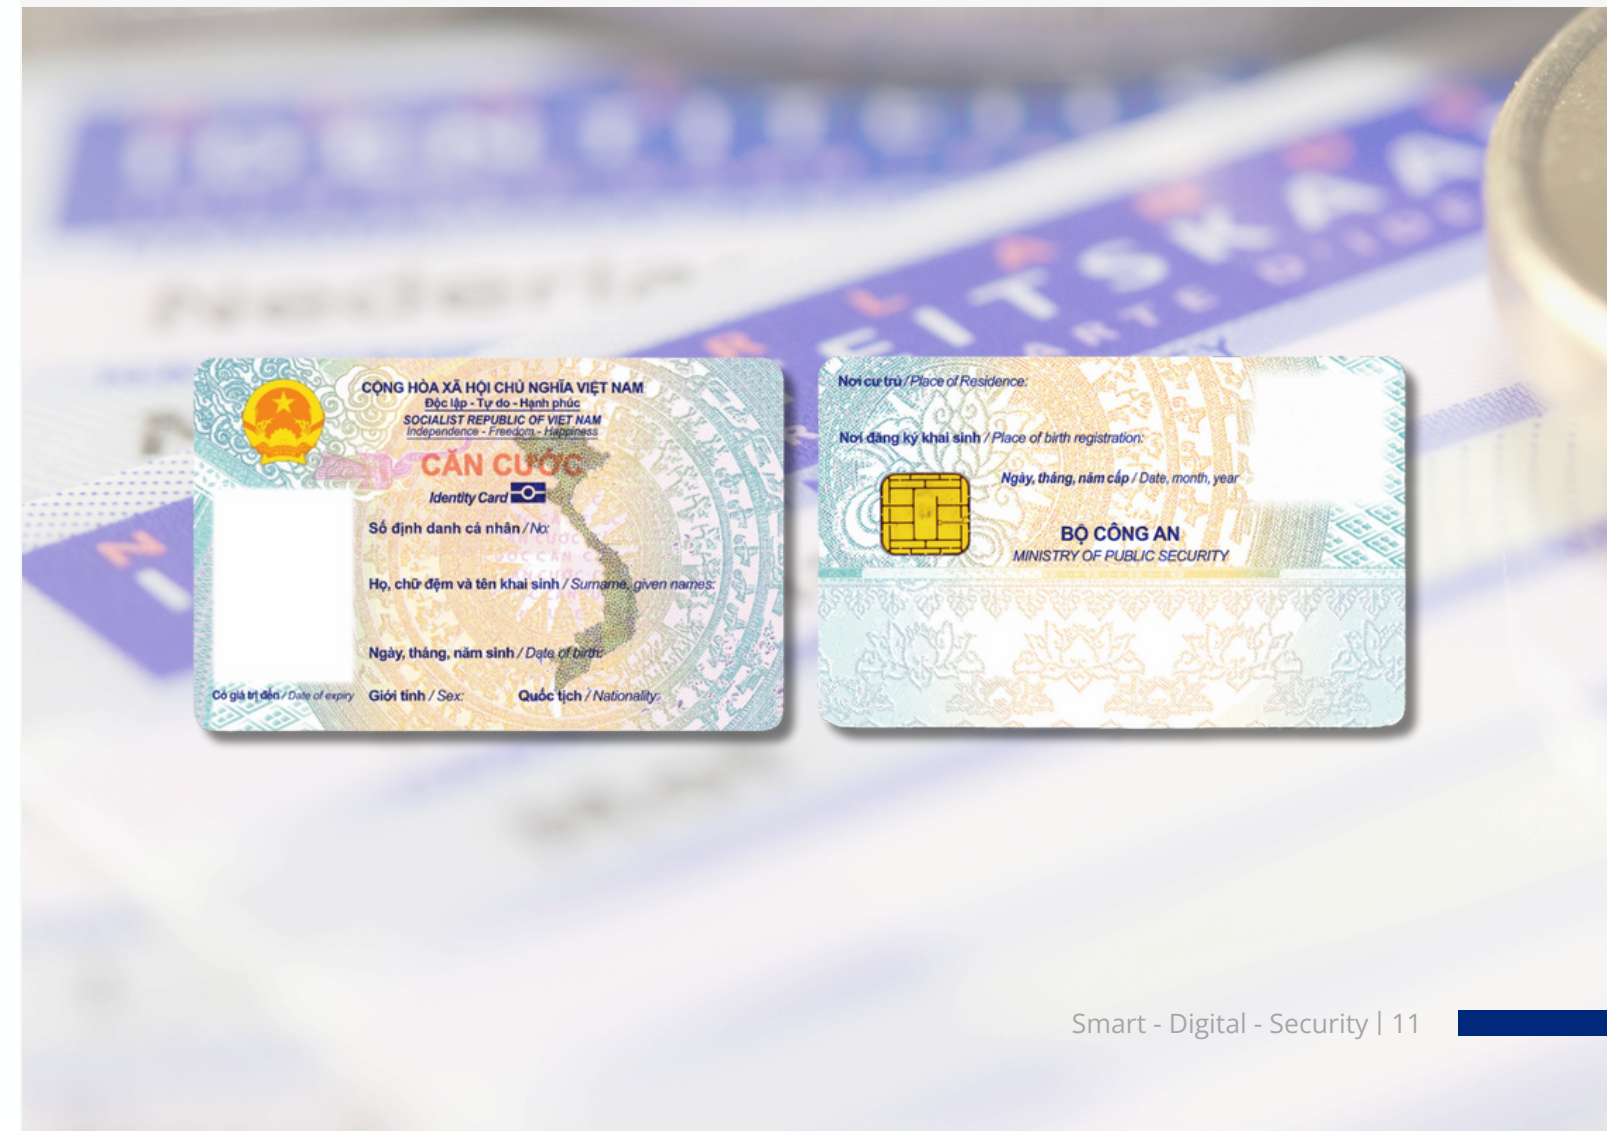 EITSKAA
CỘNG HÒA XÃ HỘI CHỦ NGHĨA VIỆT NAM
Độc lập - Tự do - Hạnh phúc
SOCIALIST REPUBLIC OF VIET NAM
Independence - Freedom - Happiness
CĂN CƯỚC
Identity Card
Số định danh cá nhân / No:
Họ, chữ đệm và tên khai sinh / Surname, given names:
Ngày, tháng, năm sinh / Date of birth:
Có giá trị đến / Date of expiry
Giới tính / Sex:
Quốc tịch / Nationality:
Nơi cư trú / Place of Residence:
Nơi đăng ký khai sinh / Place of birth registration:
Ngày, tháng, năm cấp / Date, month, year
BỘ CÔNG AN
MINISTRY OF PUBLIC SECURITY
Smart - Digital - Security | 11